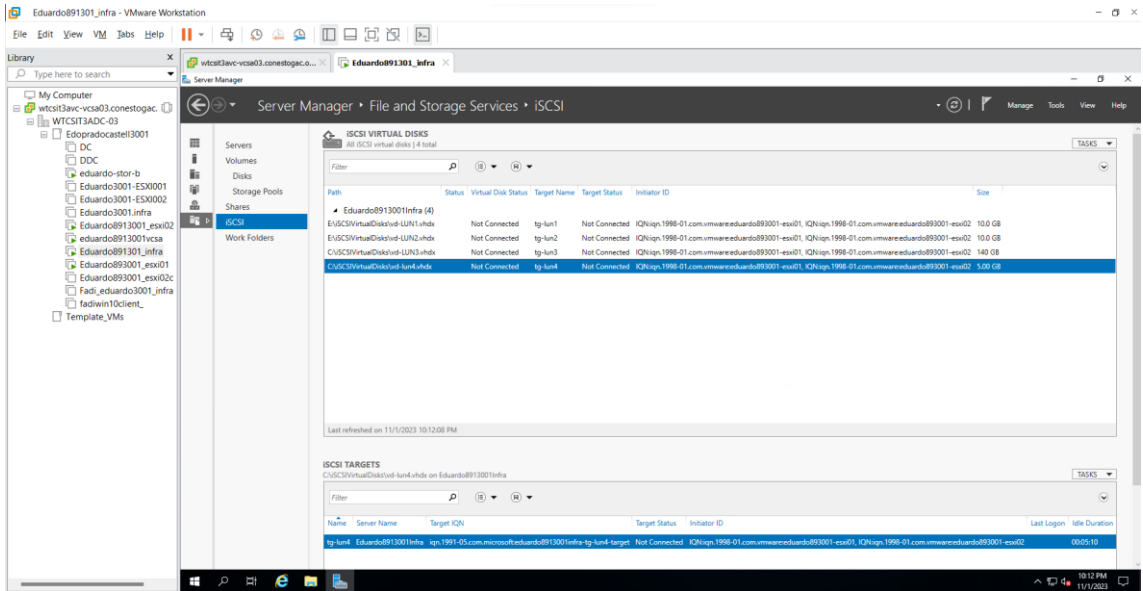 Eduardo891301_infra - VMware Workstation
File Edit View VM Tabs Help
Library
Type here to search
My Computer
wtcsit3avc-vcsa03.conestogac.
WTCSIT3ADC-03
Edopradocastell3001
DC
DDC
eduardo-stor-b
Eduardo3001-ESXI001
Eduardo3001-ESXI002
Eduardo3001.infra
Eduardo8913001_esxi02
eduardo8913001vcsa
Eduardo891301_infra
Eduardo893001_esxi01
Eduardo893001_esxi02c
Fadi_eduardo3001_infra
fadiwin10client_
Template_VMs
wtcsit3avc-vcsa03.conestogac.o... Eduardo891301_infra
Server Manager
Server Manager • File and Storage Services • iSCSI
Manage Tools View Help
Servers
Volumes
Disks
Storage Pools
Shares
iSCSI
Work Folders
iSCSI VIRTUAL DISKS
All iSCSI virtual disks | 4 total
TASKS
Filter
Path Status Virtual Disk Status Target Name Target Status Initiator ID Size
Eduardo8913001Infra (4)
E:\iSCSIVirtualDisks\vd-LUN1.vhdx Not Connected tg-lun1 Not Connected IQN:iqn.1998-01.com.vmware:eduardo893001-esxi01, IQN:iqn.1998-01.com.vmware:eduardo893001-esxi02 10.0 GB
E:\iSCSIVirtualDisks\vd-LUN2.vhdx Not Connected tg-lun2 Not Connected IQN:iqn.1998-01.com.vmware:eduardo893001-esxi01, IQN:iqn.1998-01.com.vmware:eduardo893001-esxi02 10.0 GB
C:\iSCSIVirtualDisks\vd-LUN3.vhdx Not Connected tg-lun3 Not Connected IQN:iqn.1998-01.com.vmware:eduardo893001-esxi01, IQN:iqn.1998-01.com.vmware:eduardo893001-esxi02 140 GB
C:\iSCSIVirtualDisks\vd-lun4.vhdx Not Connected tg-lun4 Not Connected IQN:iqn.1998-01.com.vmware:eduardo893001-esxi01, IQN:iqn.1998-01.com.vmware:eduardo893001-esxi02 5.00 GB
Last refreshed on 11/1/2023 10:12:08 PM
iSCSI TARGETS
C:\iSCSIVirtualDisks\vd-lun4.vhdx on Eduardo8913001Infra
TASKS
Filter
Name Server Name Target IQN Target Status Initiator ID Last Logon Idle Duration
tg-lun4 Eduardo8913001Infra iqn.1991-05.com.microsoft:eduardo8913001infra-tg-lun4-target Not Connected IQN:iqn.1998-01.com.vmware:eduardo893001-esxi01, IQN:iqn.1998-01.com.vmware:eduardo893001-esxi02 00:05:10
10:12 PM
11/1/2023